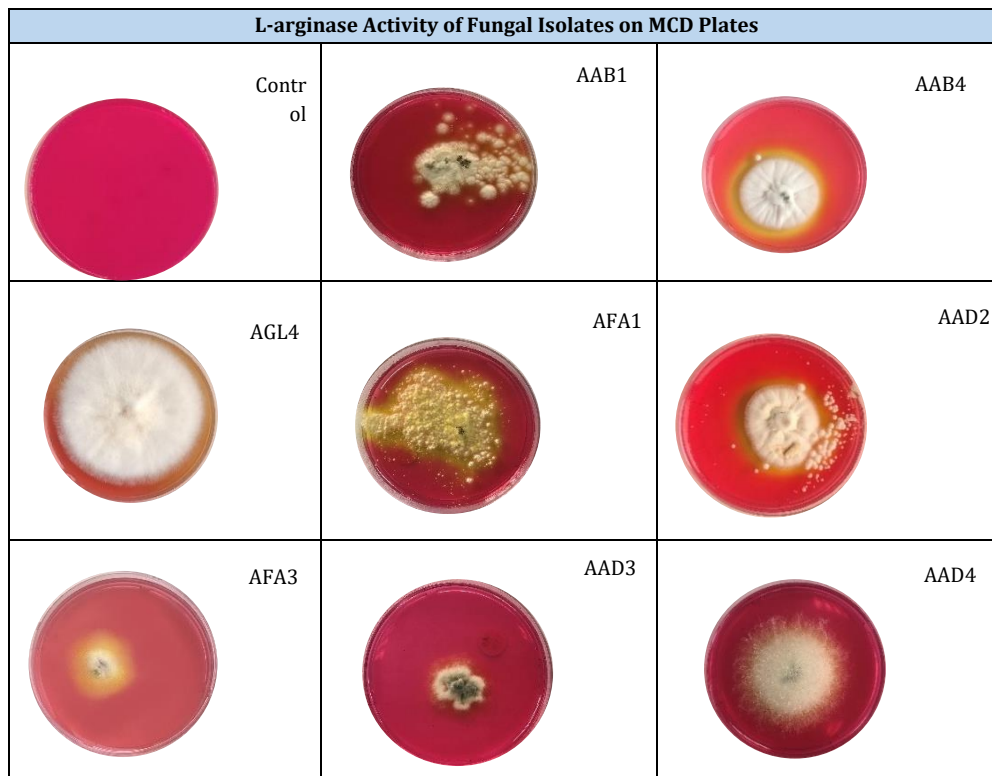 L-arginase Activity of Fungal Isolates on MCD Plates
Contr
ol
AAB1
AAB4
AGL4
AFA1
AAD2
AFA3
AAD3
AAD4